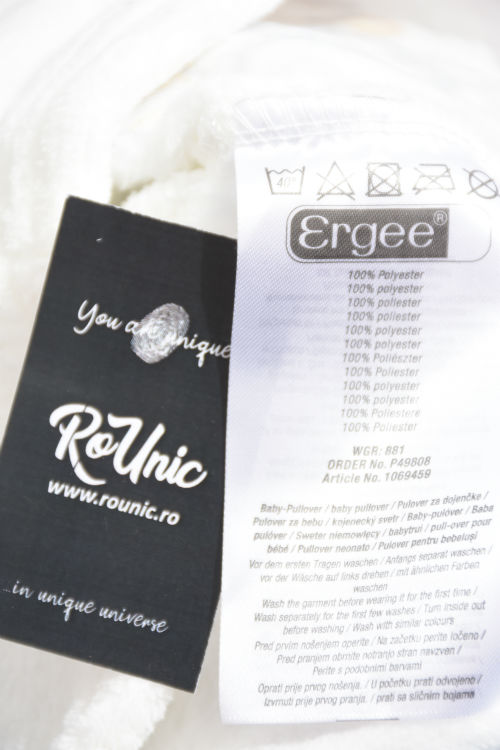 You are unique
RoUnic
www.rounic.ro
...in unique universe
40°
Ergee®
100% Polyester
100% polyester
100% poliester
100% poliester
100% polyester
100% polyester
100% Poliészter
100% Poliester
100% polyester
100% polyester
100% Poliestere
100% Poliester
WGR: 881
ORDER No. P49808
Article No. 1069459
Baby-Pullover / baby pullover / Pulover za dojenčke /
Pulover za bebu / kojenecký svetr / Baby-pulóver / Baba
pulóver / Sweter niemowlęcy / babytrui / pull-over pour
bébé / Pullover neonato / Pulover pentru bebeluși
Vor dem ersten Tragen waschen / Anfangs separat waschen /
vor der Wäsche auf links drehen / mit ähnlichen Farben
waschen
Wash the garment before wearing it for the first time /
Wash separately for the first few washes / Turn inside out
before washing / Wash with similar colours
Pred prvim nošenjem operite / Na začetku perite ločeno /
Pred pranjem obrnite notranjo stran navzven /
Perite s podobnimi barvami
Oprati prije prvog nošenja. / U početku prati odvojeno /
Izvrnuti prije prvog pranja. / prati sa sličnim bojama